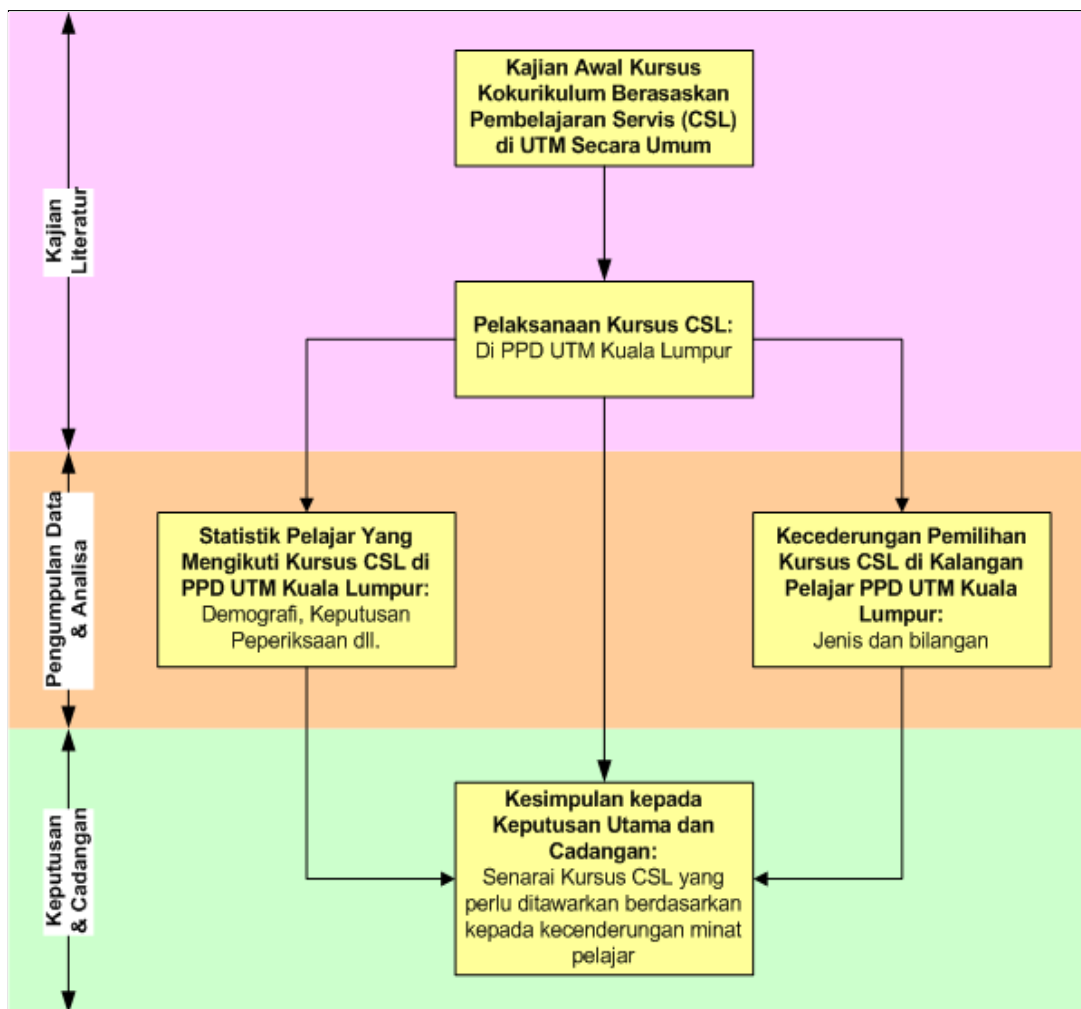 Kajian Awal Kursus
Kokurikulum Berasaskan
Pembelajaran Servis (CSL)
di UTM Secara Umum
Kajian
Literatur
Pelaksanaan Kursus CSL:
Di PPD UTM Kuala Lumpur
Pengumpulan Data
& Analisa
Statistik Pelajar Yang
Mengikuti Kursus CSL di
PPD UTM Kuala Lumpur:
Demografi, Keputusan
Peperiksaan dll.
Kecederungan Pemilihan
Kursus CSL di Kalangan
Pelajar PPD UTM Kuala
Lumpur:
Jenis dan bilangan
Keputusan
& Cadangan
Kesimpulan kepada
Keputusan Utama dan
Cadangan:
Senarai Kursus CSL yang
perlu ditawarkan berdasarkan
kepada kecenderungan minat
pelajar